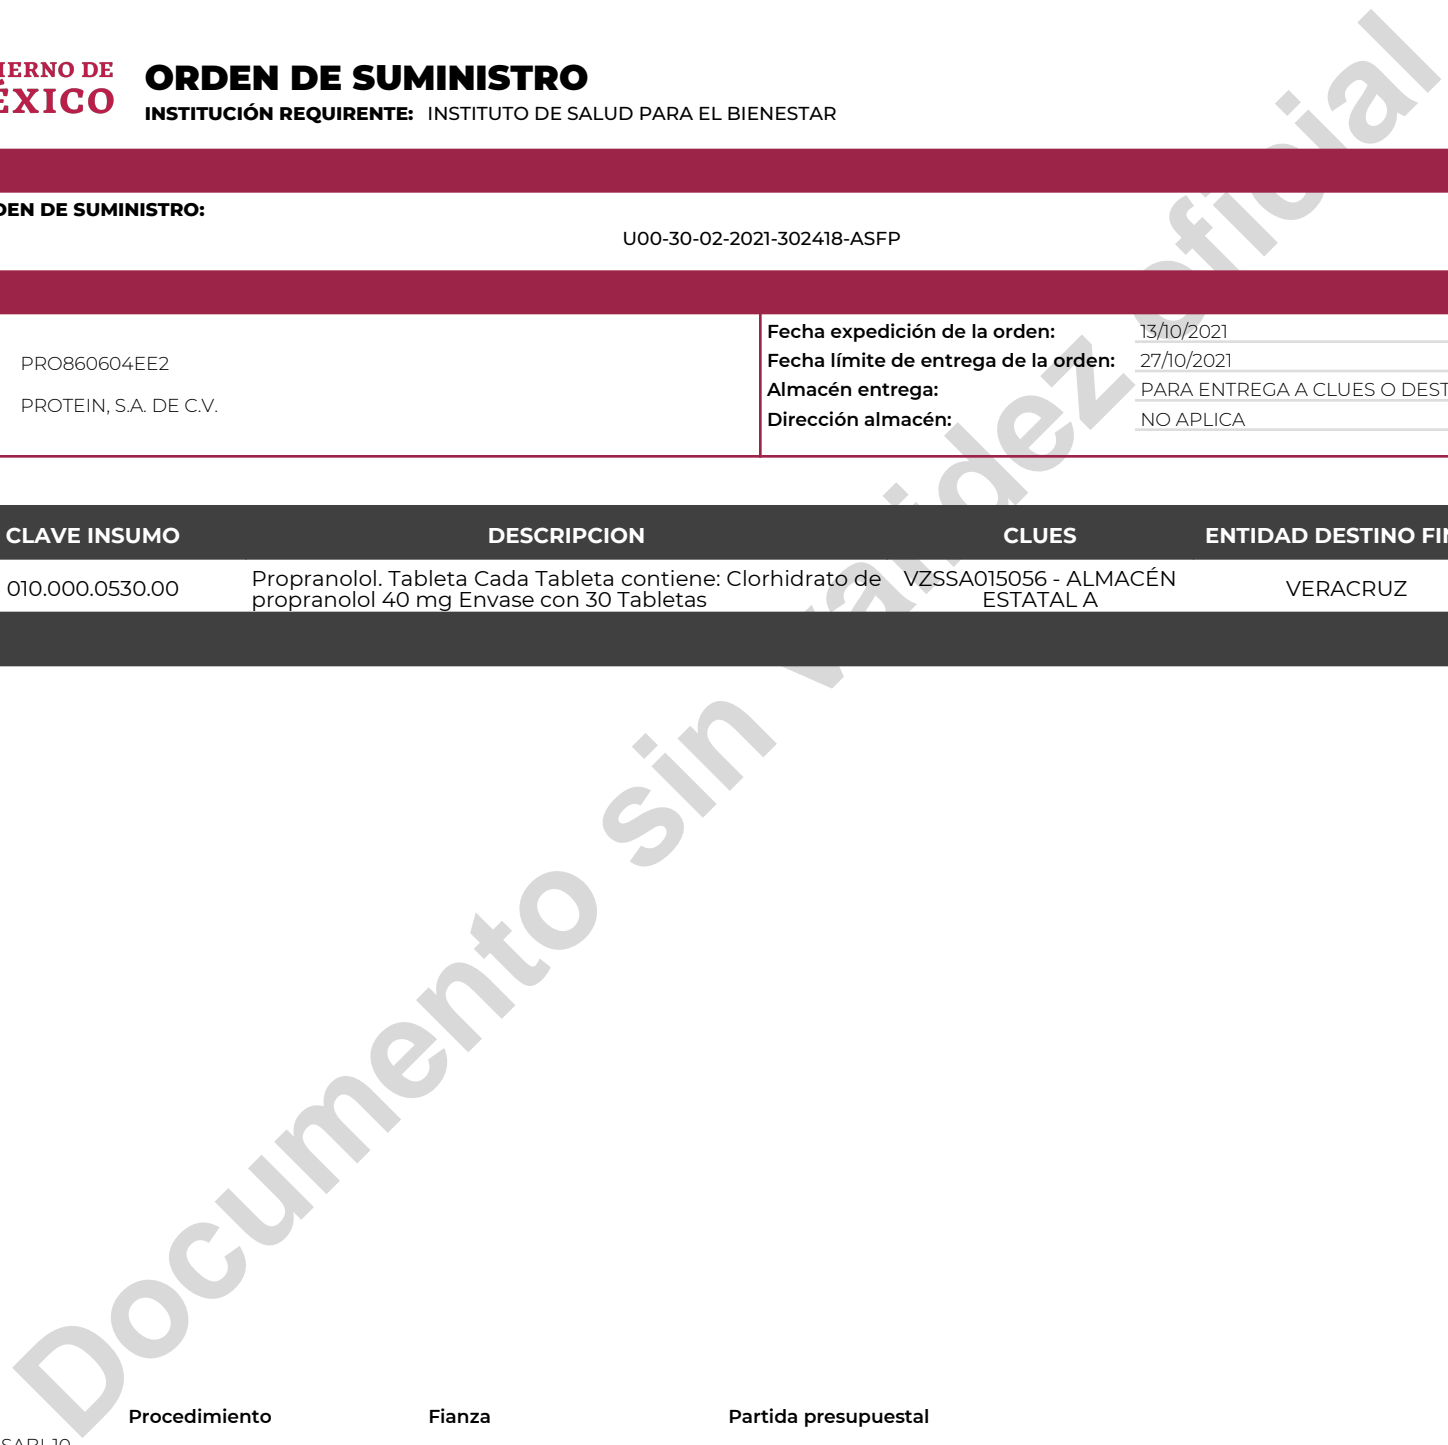 IERNO DE
ÉXICO
ORDEN DE SUMINISTRO
INSTITUCIÓN REQUIRENTE: INSTITUTO DE SALUD PARA EL BIENESTAR
DEN DE SUMINISTRO:
U00-30-02-2021-302418-ASFP
PRO860604EE2
PROTEIN, S.A. DE C.V.
Fecha expedición de la orden: 13/10/2021
Fecha límite de entrega de la orden: 27/10/2021
Almacén entrega: PARA ENTREGA A CLUES O DEST
Dirección almacén: NO APLICA
CLAVE INSUMO DESCRIPCION CLUES ENTIDAD DESTINO FIN
010.000.0530.00
Propranolol. Tableta Cada Tableta contiene: Clorhidrato de
propranolol 40 mg Envase con 30 Tabletas
VZSSA015056 - ALMACÉN
ESTATAL A
VERACRUZ
Documento sin validez oficial
Procedimiento Fianza Partida presupuestal